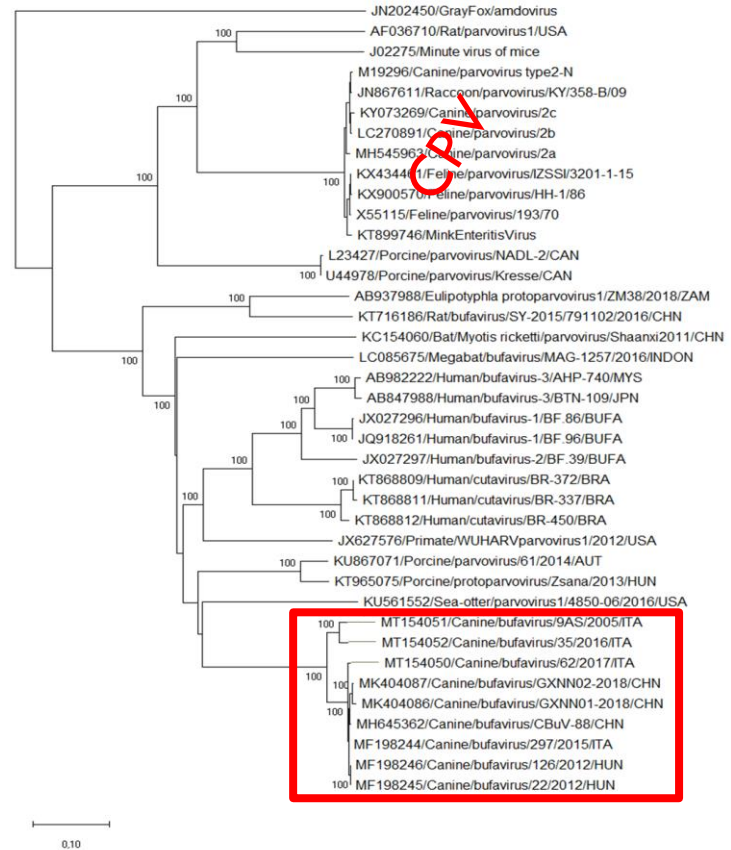 JN202450/GrayFox/amdovirus
100
AF036710/Rat/parvovirus1/USA
J02275/Minute virus of mice
100
M19296/Canine/parvovirus type2-N
JN867611/Raccoon/parvovirus/KY/358-B/09
KY073269/Canine/parvovirus/2c
LC270891/Canine/parvovirus/2b
MH545963/Canine/parvovirus/2a
CPV
100
100
KX434461/Feline/parvovirus/IZSSI/3201-1-15
KX900570/Feline/parvovirus/HH-1/86
X55115/Feline/parvovirus/193/70
KT899746/MinkEnteritisVirus
L23427/Porcine/parvovirus/NADL-2/CAN
100
U44978/Porcine/parvovirus/Kresse/CAN
100
AB937988/Eulipotyphla protoparvovirus1/ZM38/2018/ZAM
KT716186/Rat/bufavirus/SY-2015/791102/2016/CHN
KC154060/Bat/Myotis ricketti/parvovirus/Shaanxi2011/CHN
100
LC085675/Megabat/bufavirus/MAG-1257/2016/INDON
100
AB982222/Human/bufavirus-3/AHP-740/MYS
AB847988/Human/bufavirus-3/BTN-109/JPN
100
100
JX027296/Human/bufavirus-1/BF.86/BUFA
100
JQ918261/Human/bufavirus-1/BF.96/BUFA
100
JX027297/Human/bufavirus-2/BF.39/BUFA
100
KT868809/Human/cutavirus/BR-372/BRA
100
KT868811/Human/cutavirus/BR-337/BRA
100
KT868812/Human/cutavirus/BR-450/BRA
JX627576/Primate/WUHARVparvovirus1/2012/USA
100
KU867071/Porcine/parvovirus/61/2014/AUT
KT965075/Porcine/protoparvovirus/Zsana/2013/HUN
KU561552/Sea-otter/parvovirus1/4850-06/2016/USA
100
MT154051/Canine/bufavirus/9AS/2005/ITA
MT154052/Canine/bufavirus/35/2016/ITA
MT154050/Canine/bufavirus/62/2017/ITA
100
100
MK404087/Canine/bufavirus/GXNN02-2018/CHN
MK404086/Canine/bufavirus/GXNN01-2018/CHN
100
MH645362/Canine/bufavirus/CBuV-88/CHN
MF198244/Canine/bufavirus/297/2015/ITA
MF198246/Canine/bufavirus/126/2012/HUN
100
MF198245/Canine/bufavirus/22/2012/HUN
0,10